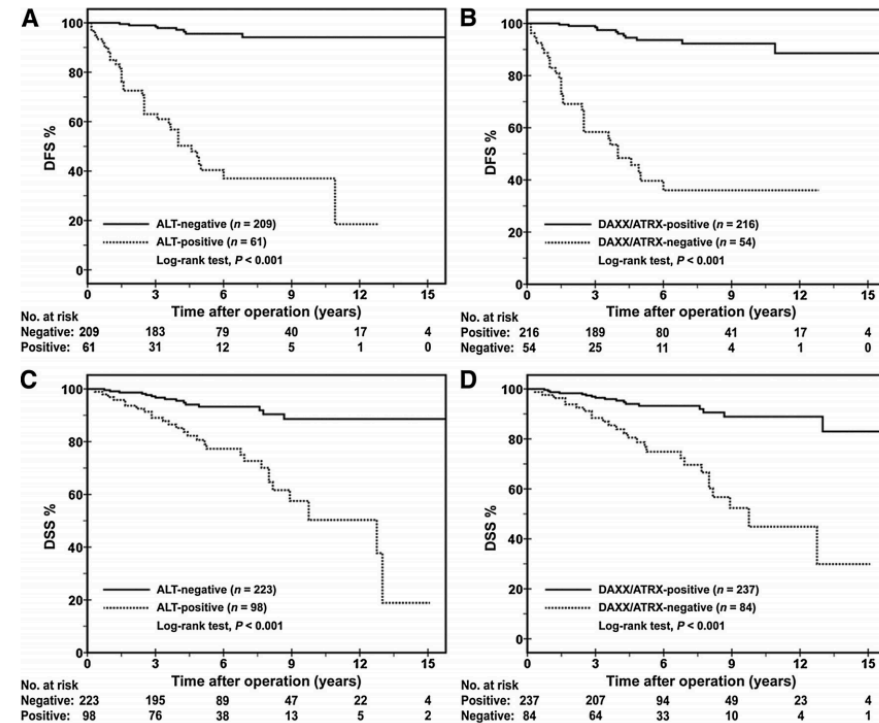 A
DFS %
100
80
60
40
20
0
ALT-negative (n = 209)
ALT-positive (n = 61)
Log-rank test, P < 0.001
0 3 6 9 12 15
Time after operation (years)
No. at risk
Negative: 209 183 79 40 17 4
Positive: 61 31 12 5 1 0
B
DFS %
100
80
60
40
20
0
DAXX/ATRX-positive (n = 216)
DAXX/ATRX-negative (n = 54)
Log-rank test, P < 0.001
0 3 6 9 12 15
Time after operation (years)
No. at risk
Positive: 216 189 80 41 17 4
Negative: 54 25 11 4 1 0
C
DSS %
100
80
60
40
20
0
ALT-negative (n = 223)
ALT-positive (n = 98)
Log-rank test, P < 0.001
0 3 6 9 12 15
Time after operation (years)
No. at risk
Negative: 223 195 89 47 22 4
Positive: 98 76 38 13 5 2
D
DSS %
100
80
60
40
20
0
DAXX/ATRX-positive (n = 237)
DAXX/ATRX-negative (n = 84)
Log-rank test, P < 0.001
0 3 6 9 12 15
Time after operation (years)
No. at risk
Positive: 237 207 94 49 23 4
Negative: 84 64 33 10 4 1